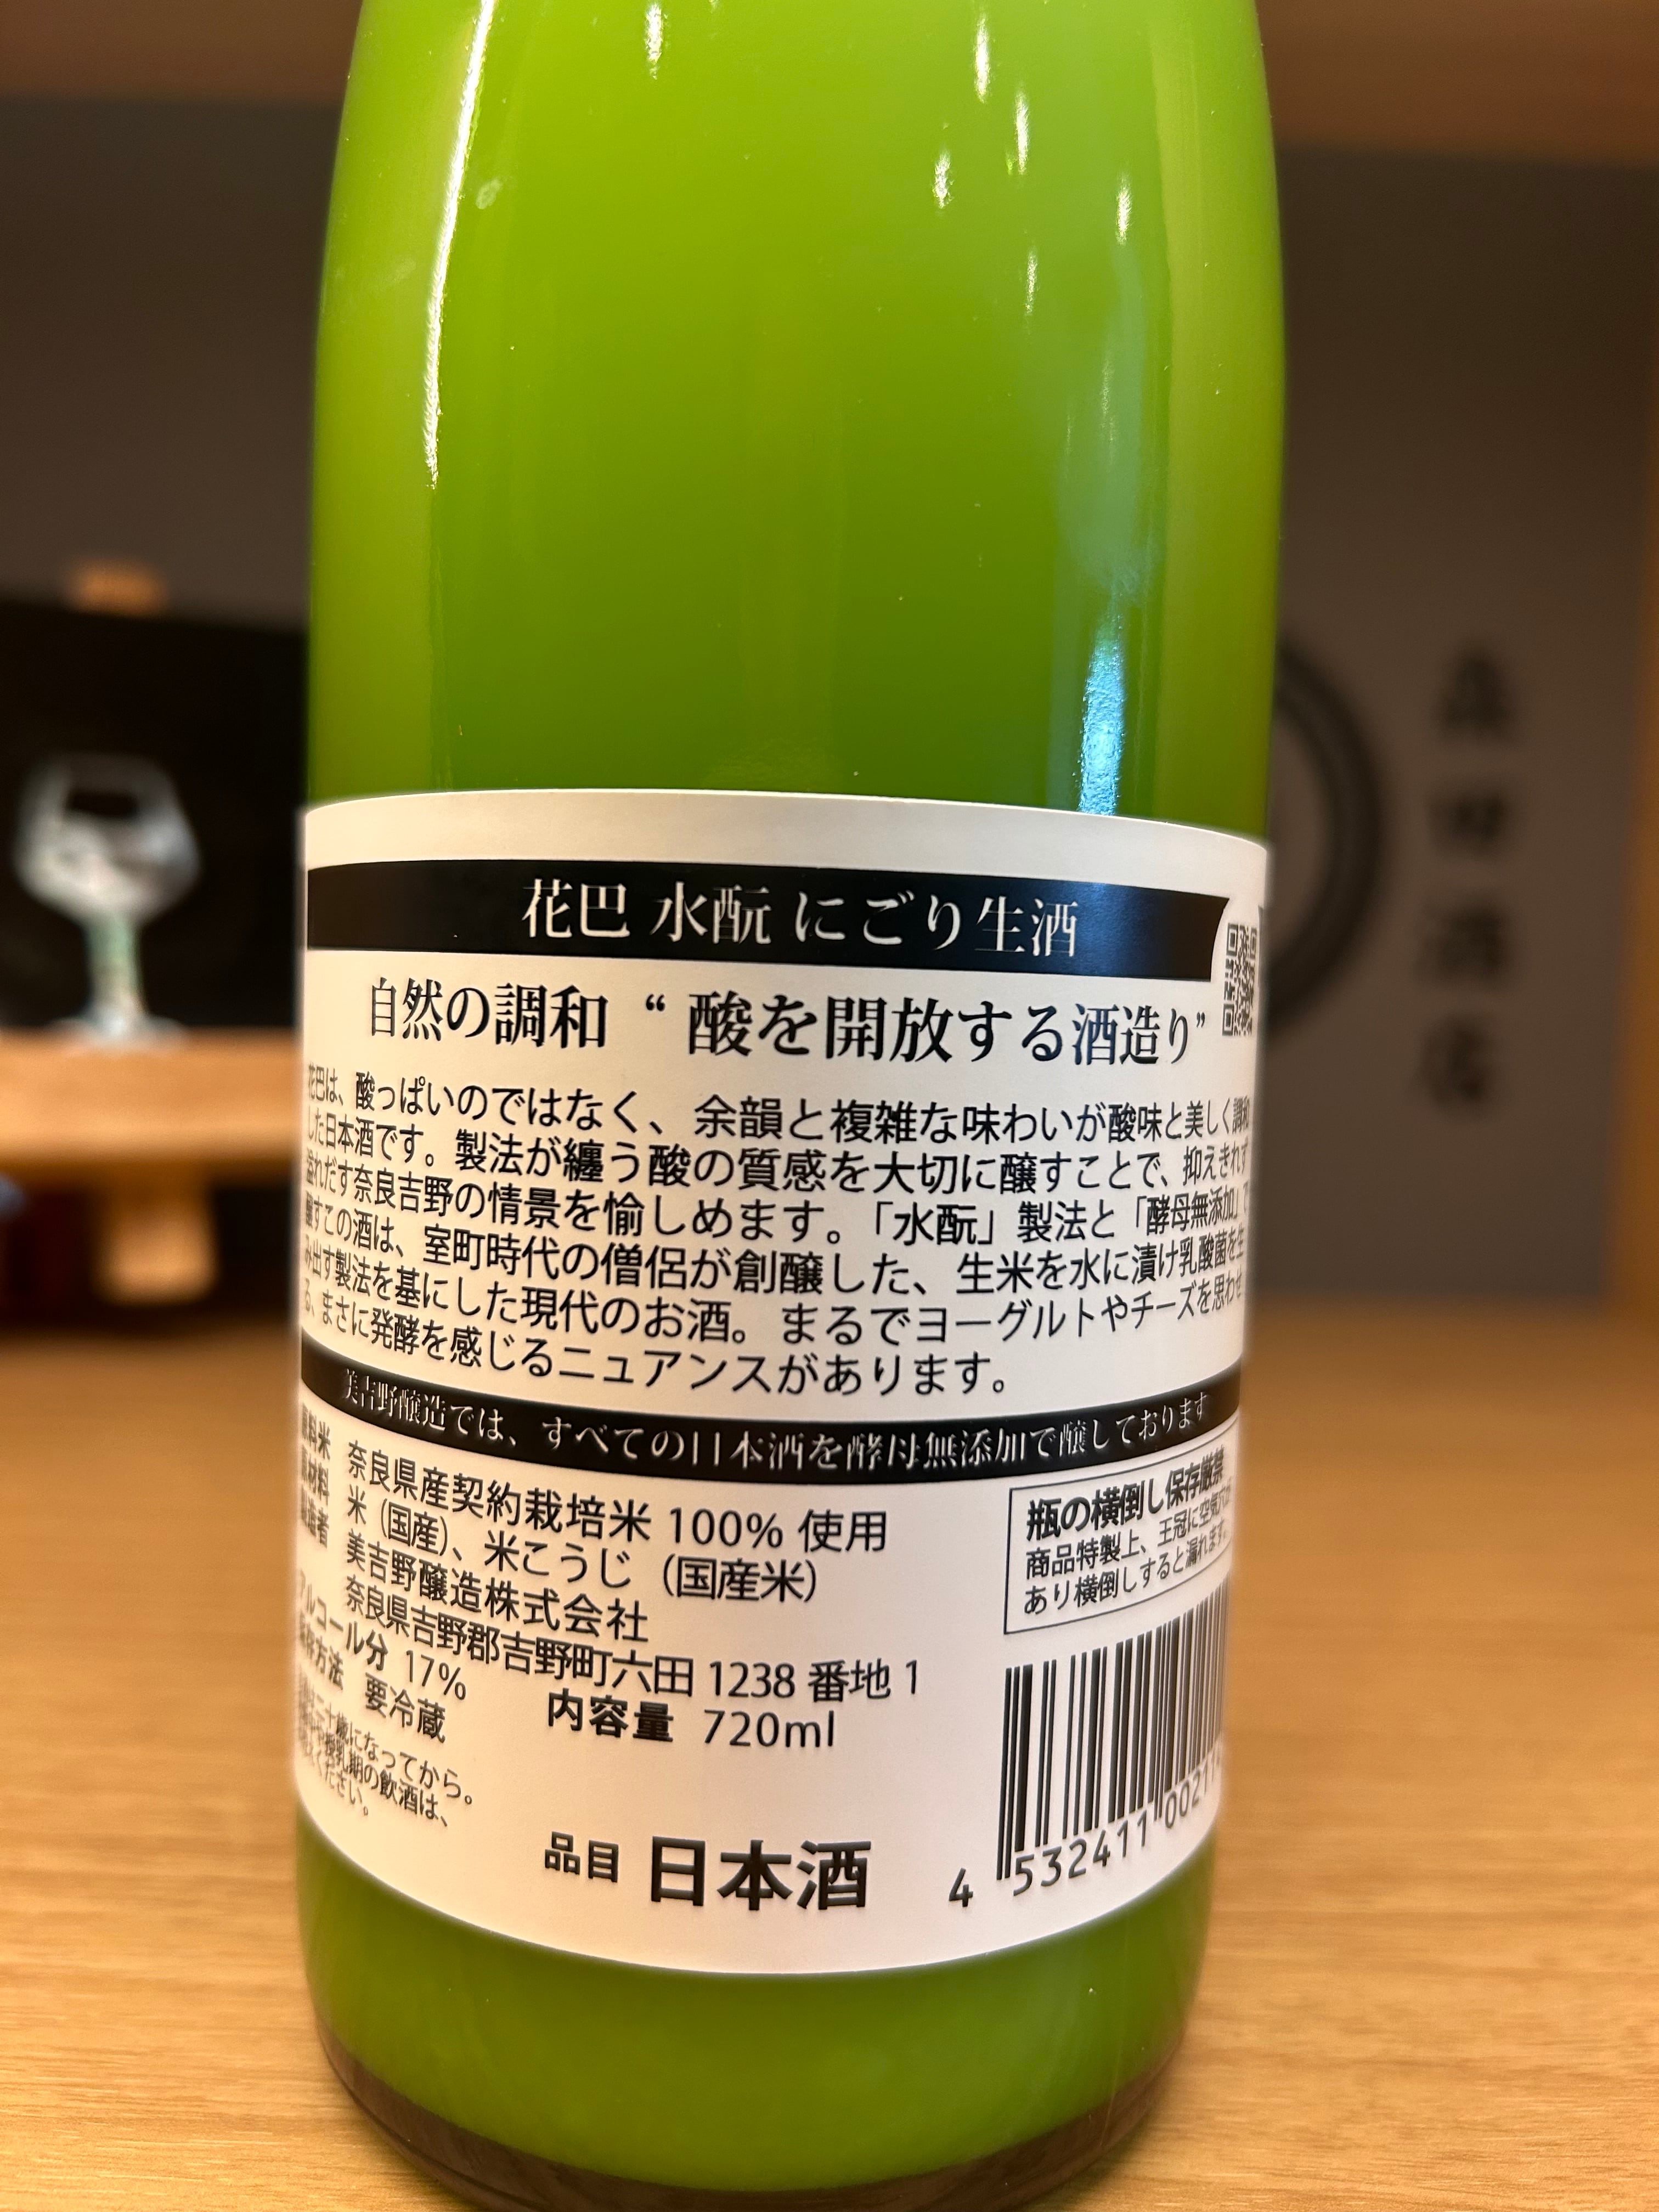 花巴 水酛 にごり生酒
自然の調和 “酸を開放する酒造り”
花巴は、酸っぱいのではなく、余韻と複雑な味わいが酸味と美しく調和
した日本酒です。製法が纏う酸の質感を大切に醸すことで、抑えきれず
溢れだす奈良吉野の情景を愉しめます。「水酛」製法と「酵母無添加」で
醸すこの酒は、室町時代の僧侶が創醸した、生米を水に漬け乳酸菌を生
み出す製法を基にした現代のお酒。まるでヨーグルトやチーズを思わせ
る、まさに発酵を感じるニュアンスがあります。
美吉野醸造では、すべての日本酒を酵母無添加で醸しております
原料米 奈良県産契約栽培米 100% 使用
原材料 米（国産）、米こうじ（国産米）
製造者 美吉野醸造株式会社
奈良県吉野郡吉野町六田 1238 番地 1
アルコール分 17% 内容量 720ml
保存方法 要冷蔵
二十歳になってから。
授乳期の飲酒は、
ください。
品目 日本酒
瓶の横倒し保存厳禁
商品特製上、王冠に空気穴が
あり横倒しすると漏れます。
4 532411 00211